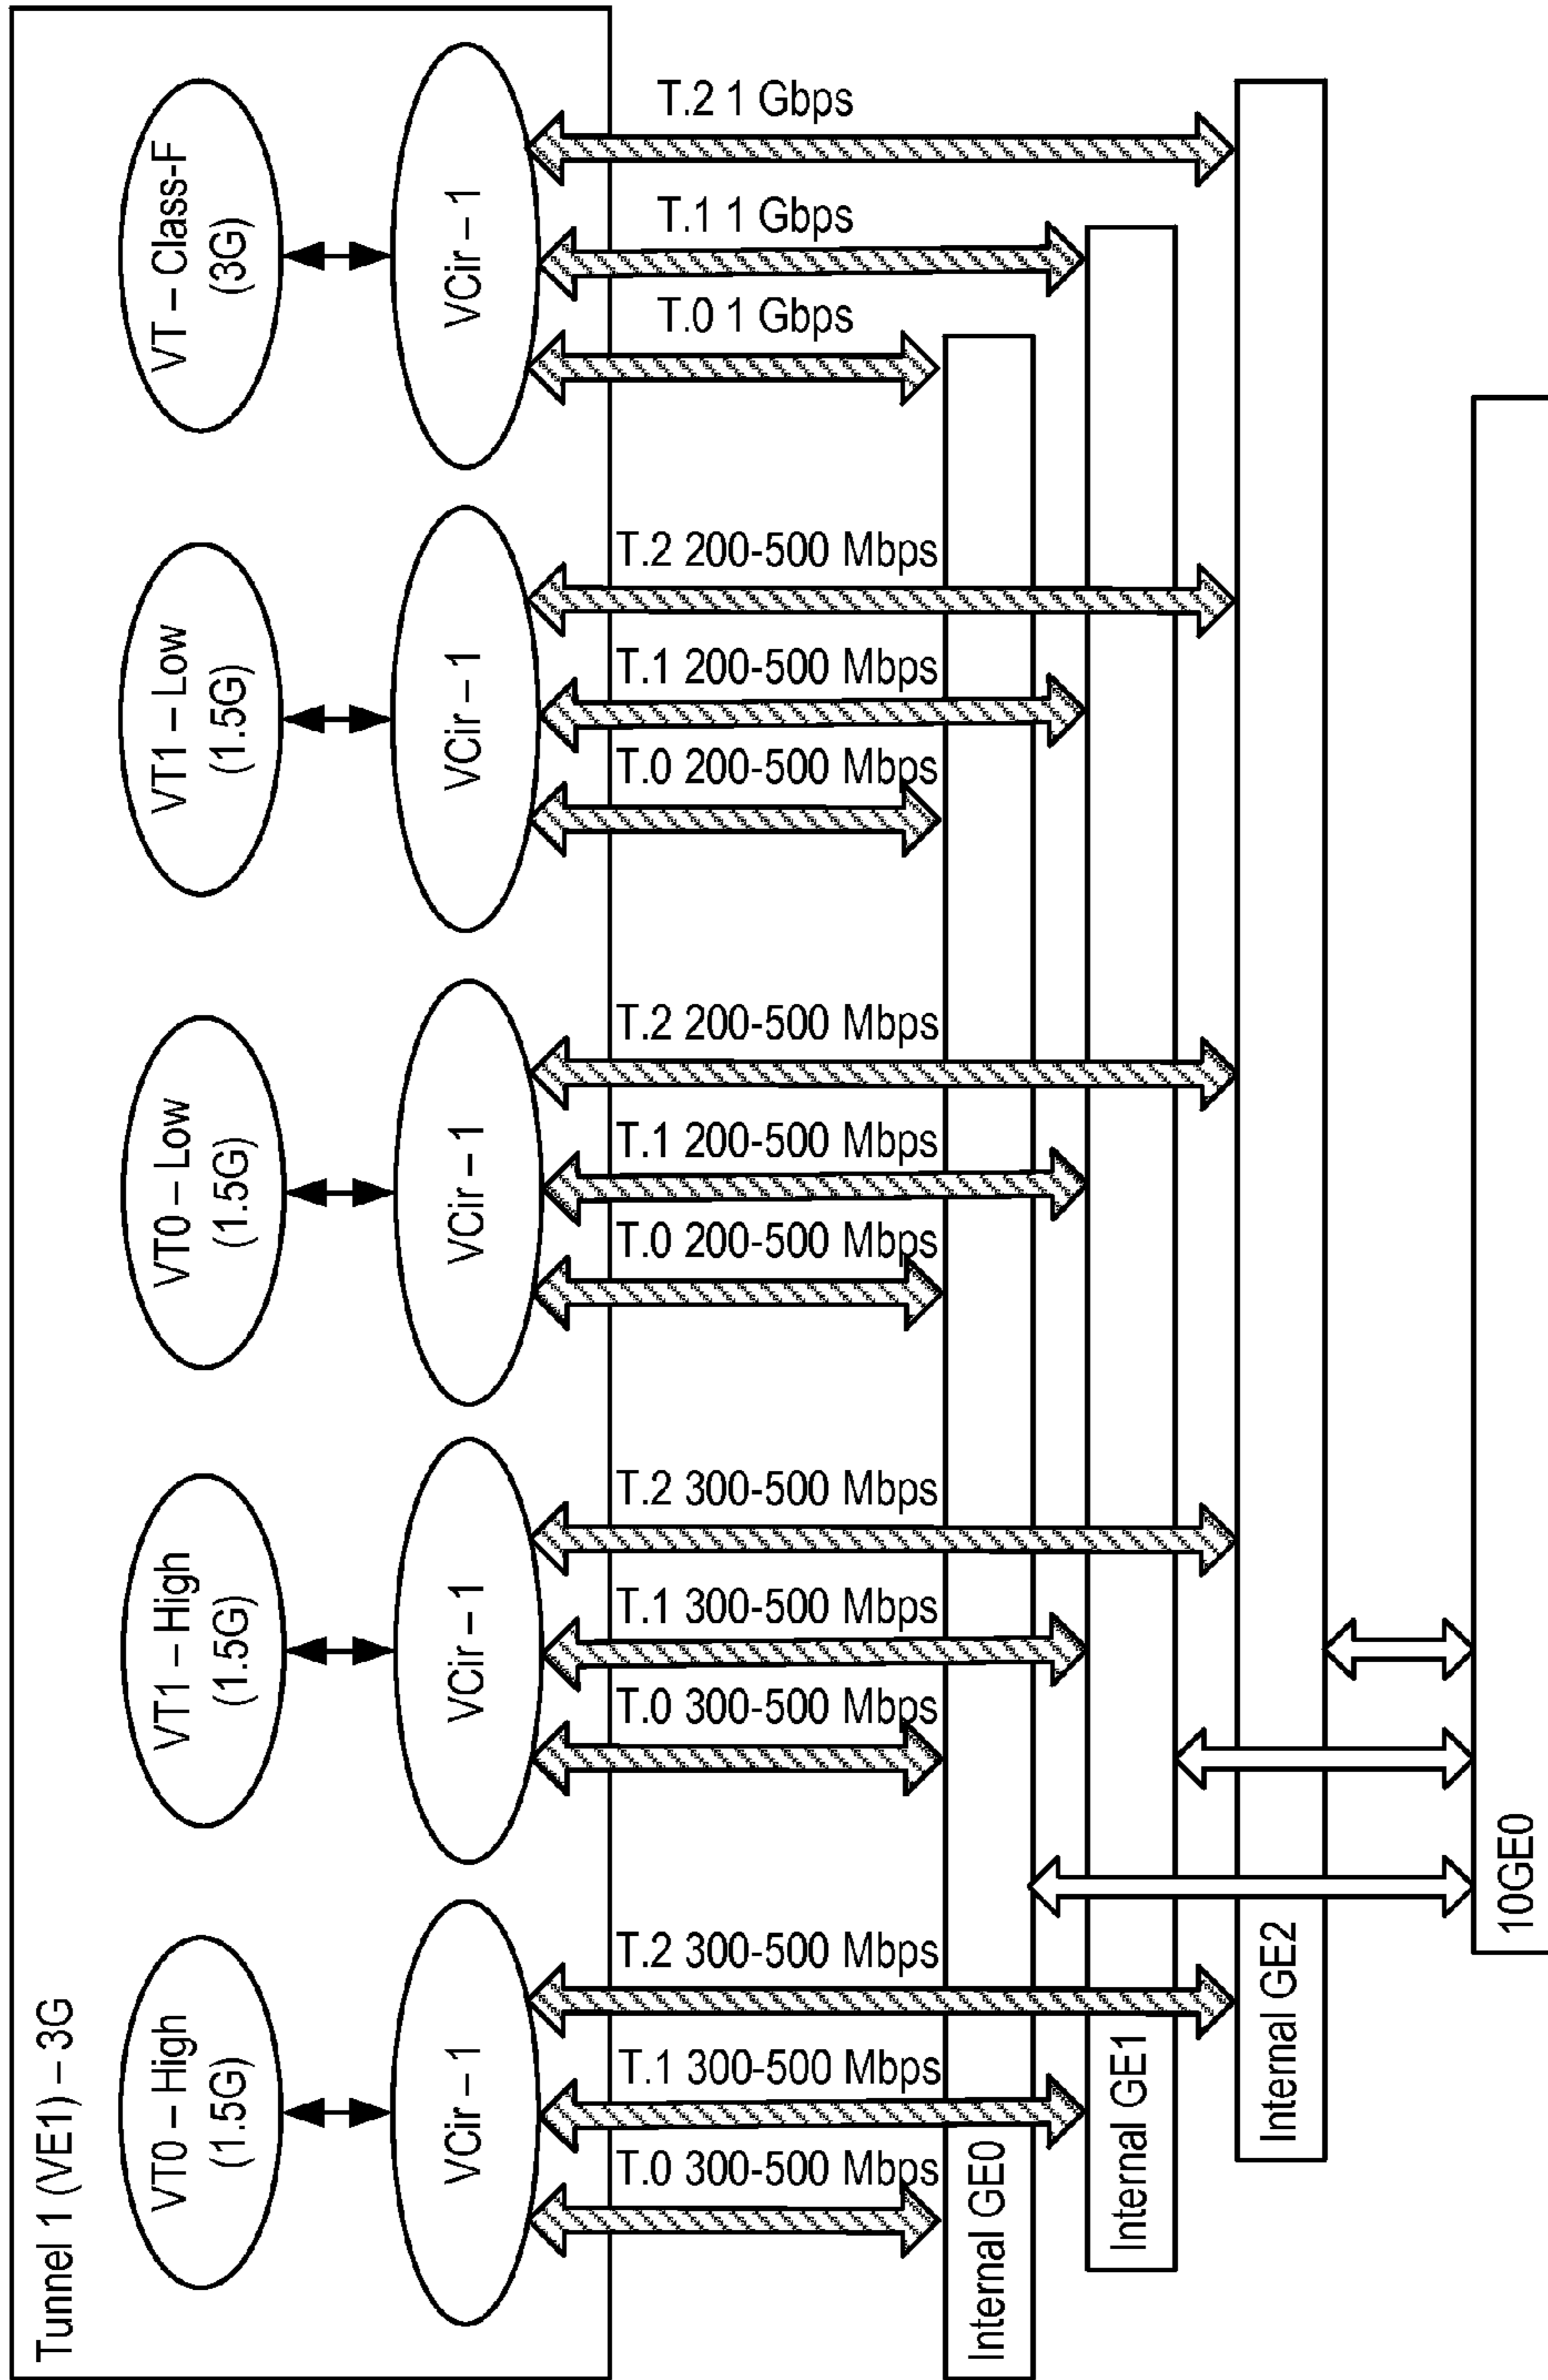 Tunnel 1 (VE1) – 3G
VT0 – High
(1.5G)
VT1 – High
(1.5G)
VT0 – Low
(1.5G)
VT1 – Low
(1.5G)
VT – Class-F
(3G)
VCir – 1
VCir – 1
VCir – 1
VCir – 1
VCir – 1
T.0 300-500 Mbps
T.1 300-500 Mbps
T.2 300-500 Mbps
T.0 300-500 Mbps
T.1 300-500 Mbps
T.2 300-500 Mbps
T.0 200-500 Mbps
T.1 200-500 Mbps
T.2 200-500 Mbps
T.0 200-500 Mbps
T.1 200-500 Mbps
T.2 200-500 Mbps
T.0 1 Gbps
T.1 1 Gbps
T.2 1 Gbps
Internal GE0
Internal GE1
Internal GE2
10GE0